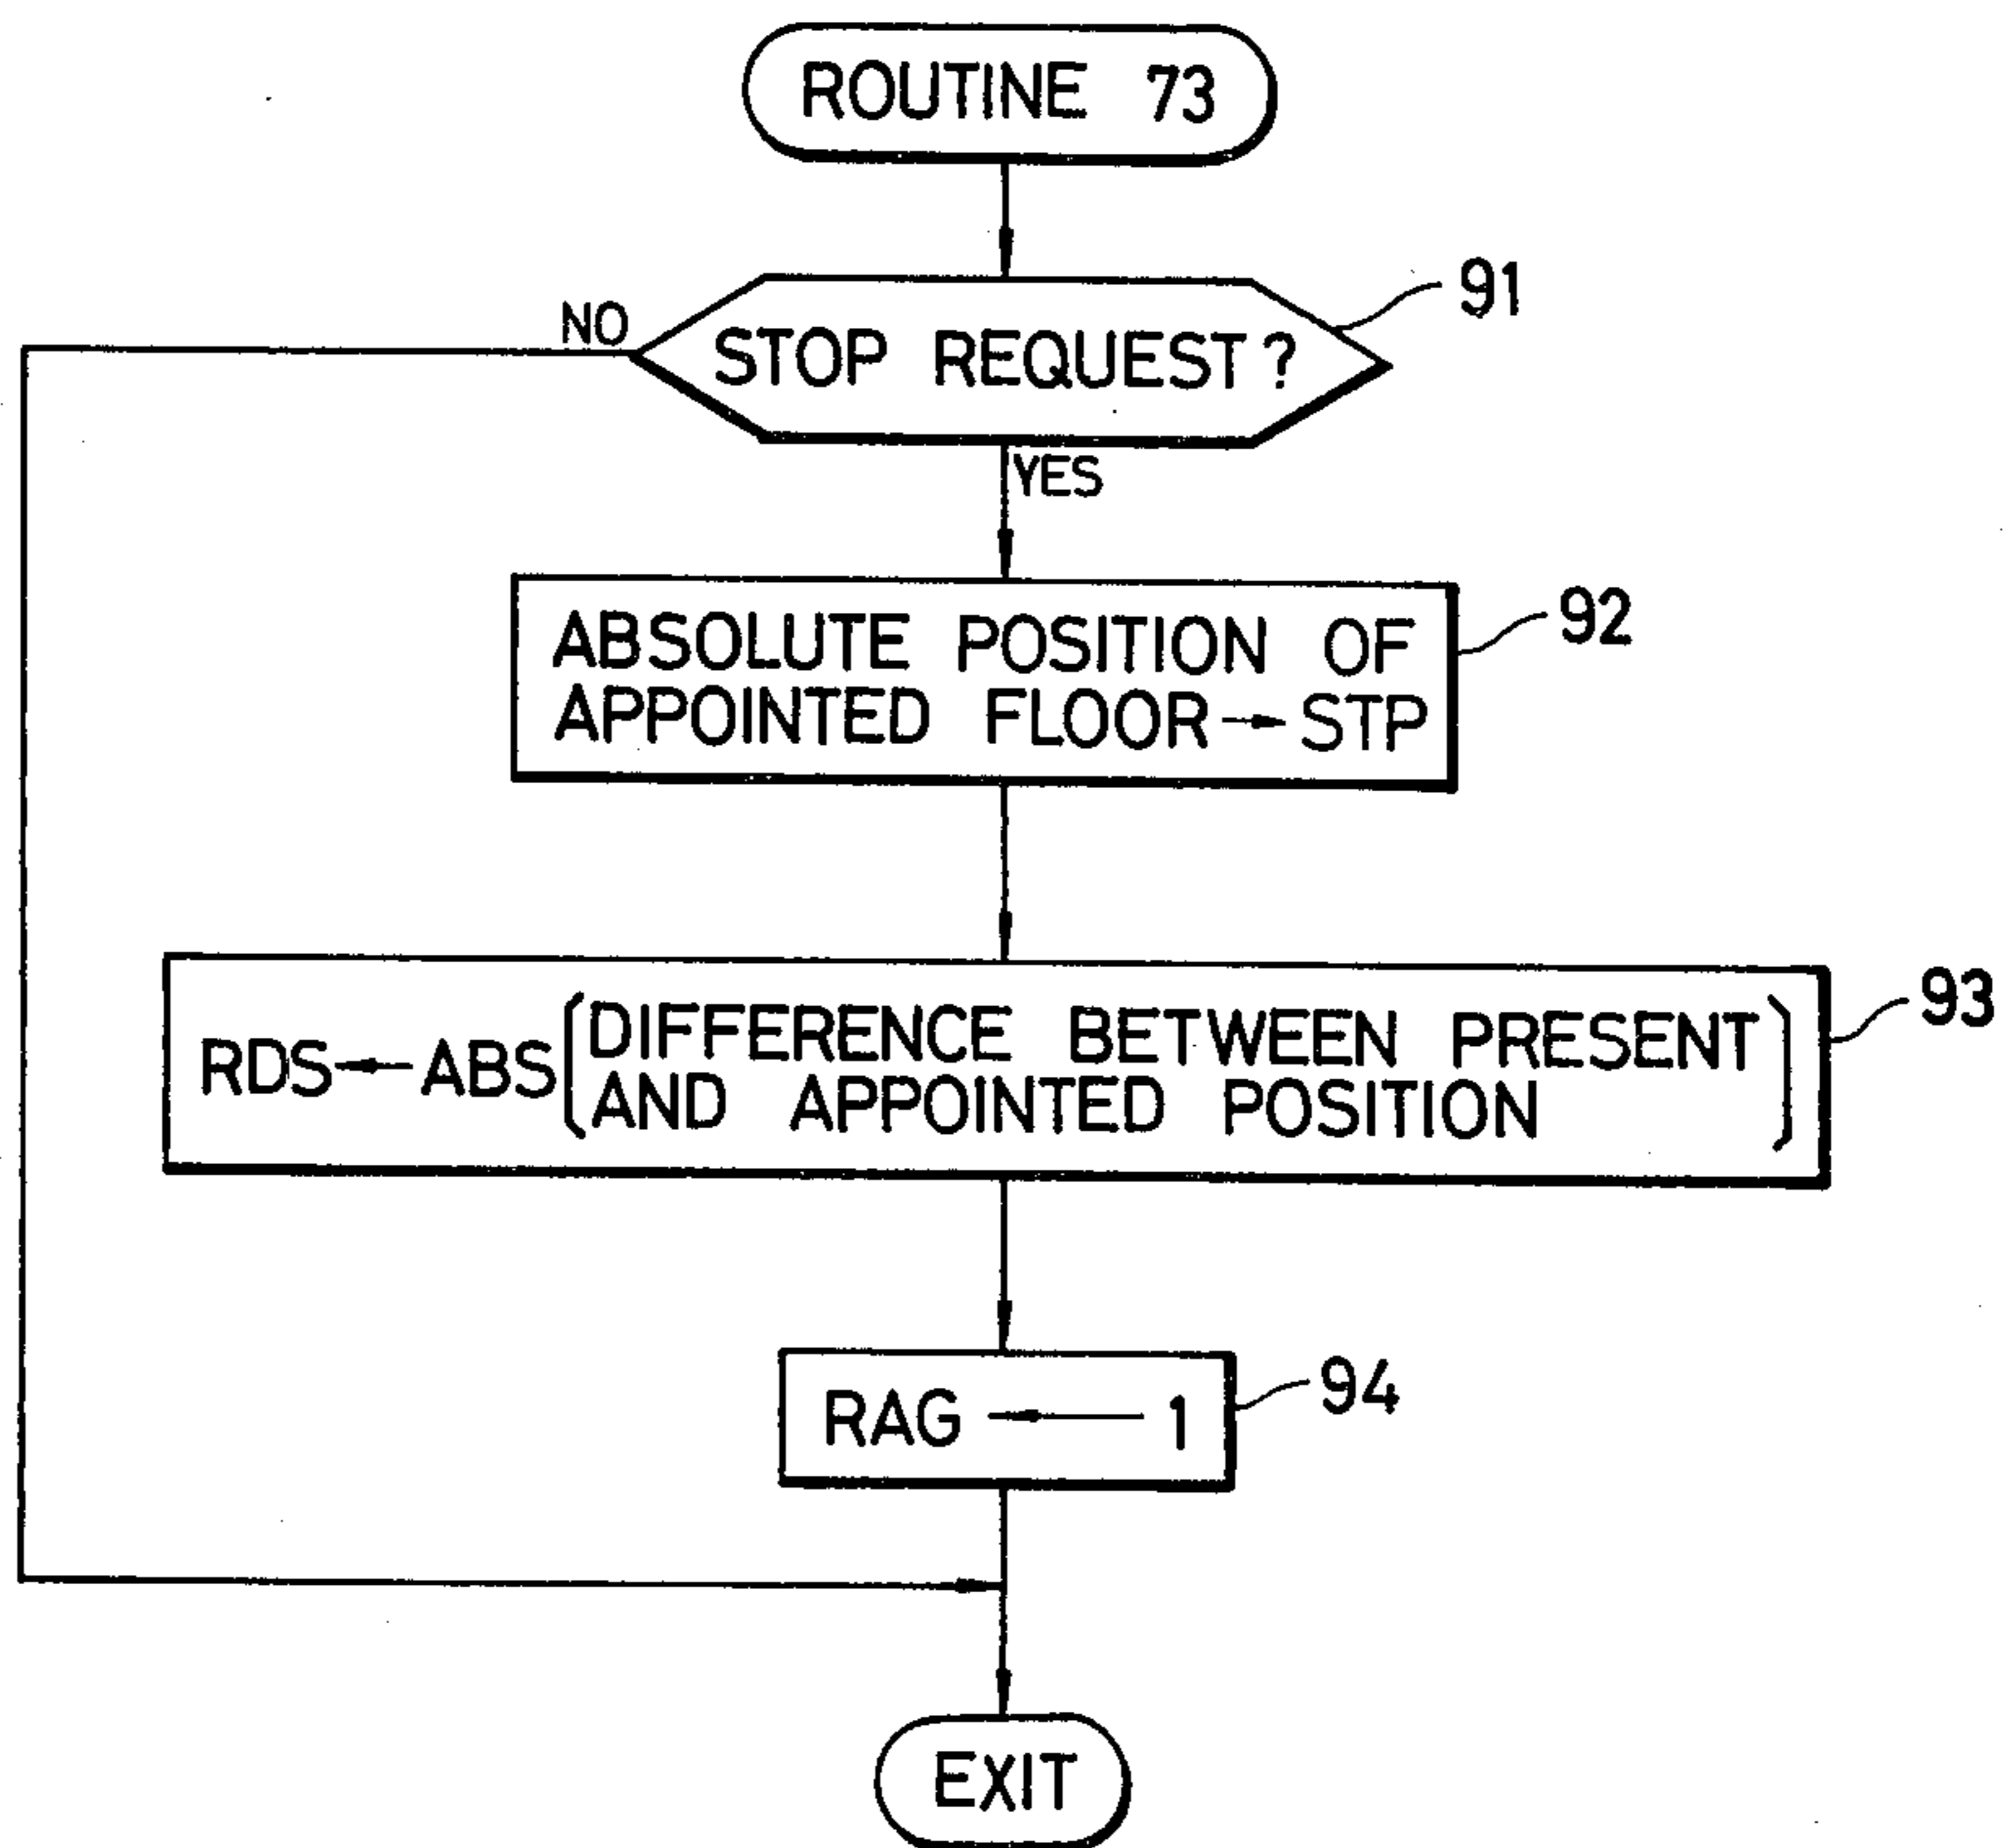 ROUTINE 73
91
NO
STOP REQUEST?
YES
92
ABSOLUTE POSITION OF
APPOINTED FLOOR → STP
93
RDS ← ABS (DIFFERENCE BETWEEN PRESENT
AND APPOINTED POSITION)
94
RAG ← 1
EXIT